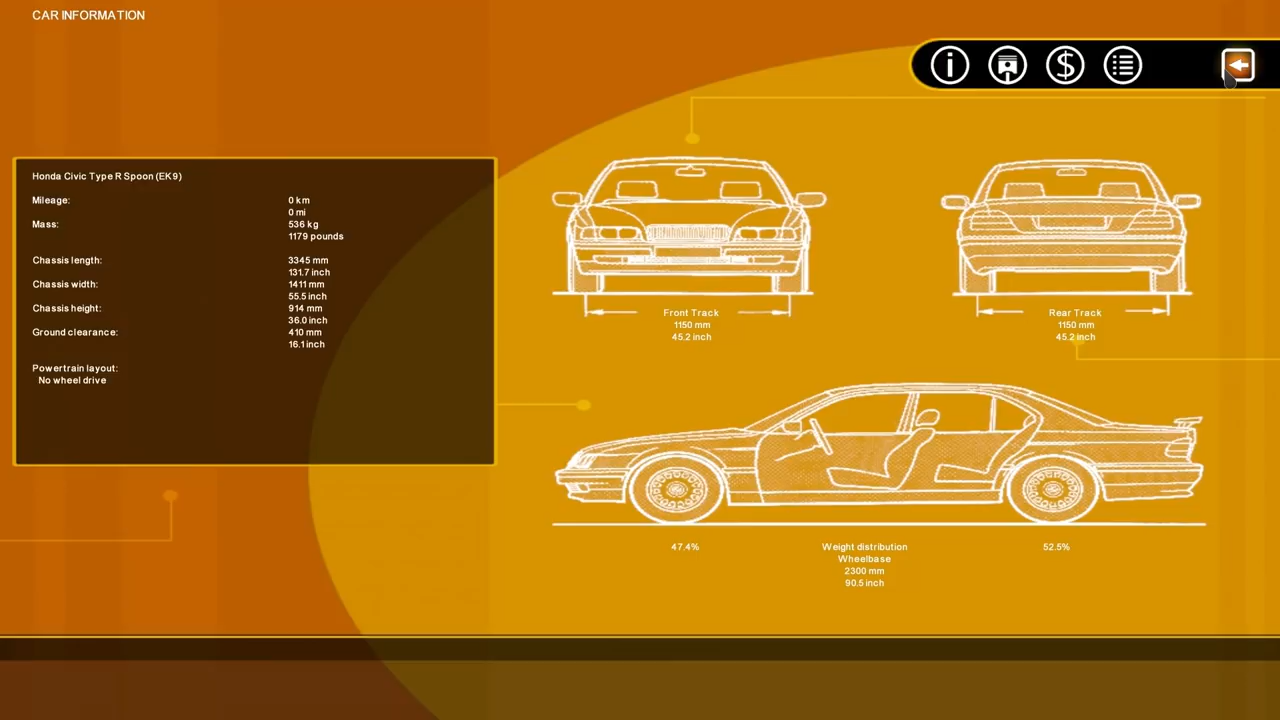 CAR INFORMATION
Honda Civic Type R Spoon (EK9)
Mileage: 0 km
0 mi
Mass: 536 kg
1179 pounds
Chassis length: 3345 mm
131.7 inch
Chassis width: 1411 mm
55.5 inch
Chassis height: 914 mm
36.0 inch
Ground clearance: 410 mm
16.1 inch
Powertrain layout:
No wheel drive
Front Track
1150 mm
45.2 inch
Rear Track
1150 mm
45.2 inch
47.4%
Weight distribution
52.5%
Wheelbase
2300 mm
90.5 inch